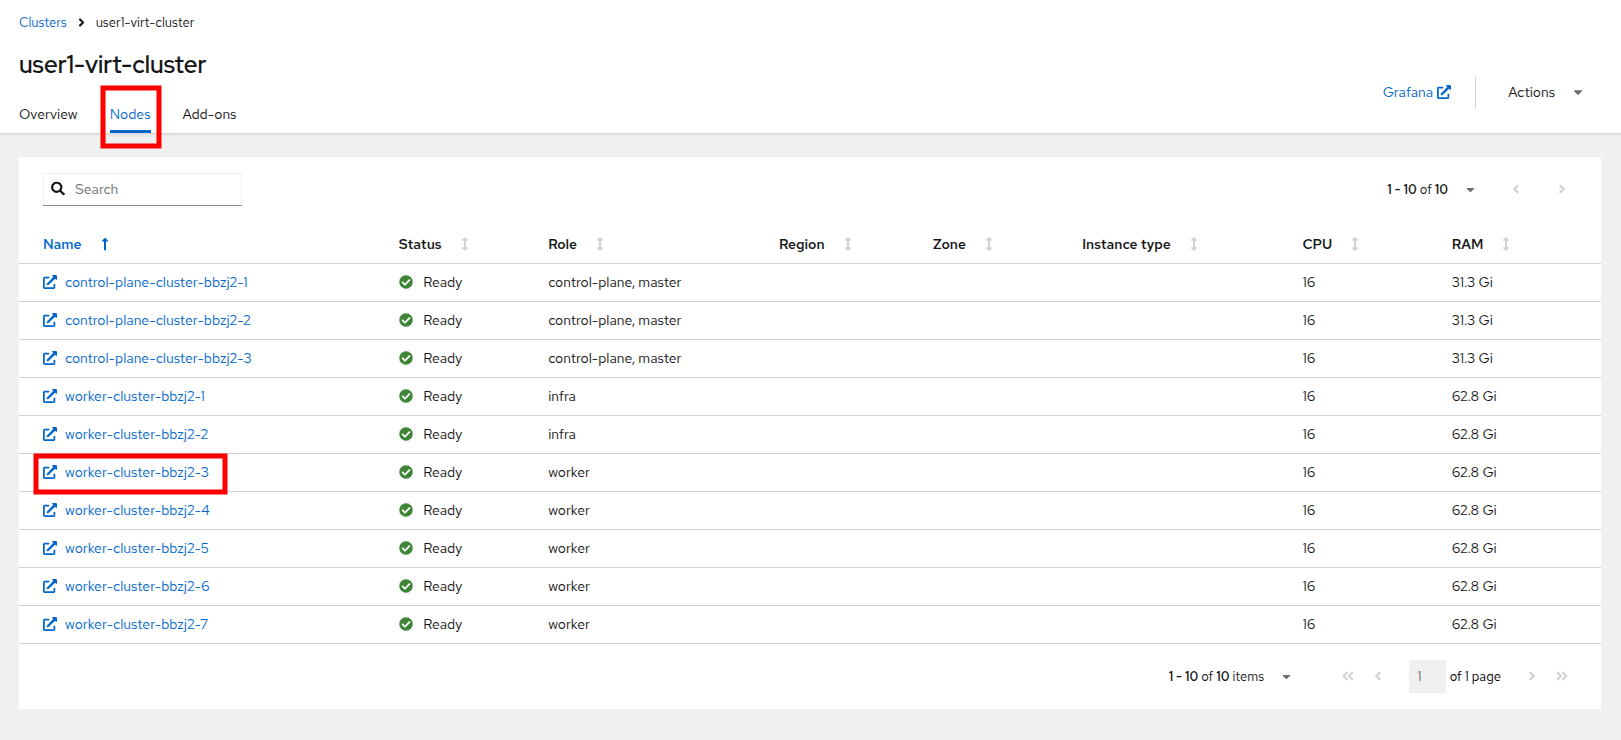 Clusters > user1-virt-cluster
user1-virt-cluster
Grafana Actions
Overview Nodes Add-ons
Search 1 - 10 of 10
Name Status Role Region Zone Instance type CPU RAM
control-plane-cluster-bbzj2-1 Ready control-plane, master 16 31.3 Gi
control-plane-cluster-bbzj2-2 Ready control-plane, master 16 31.3 Gi
control-plane-cluster-bbzj2-3 Ready control-plane, master 16 31.3 Gi
worker-cluster-bbzj2-1 Ready infra 16 62.8 Gi
worker-cluster-bbzj2-2 Ready infra 16 62.8 Gi
worker-cluster-bbzj2-3 Ready worker 16 62.8 Gi
worker-cluster-bbzj2-4 Ready worker 16 62.8 Gi
worker-cluster-bbzj2-5 Ready worker 16 62.8 Gi
worker-cluster-bbzj2-6 Ready worker 16 62.8 Gi
worker-cluster-bbzj2-7 Ready worker 16 62.8 Gi
1 - 10 of 10 items 1 of 1 page